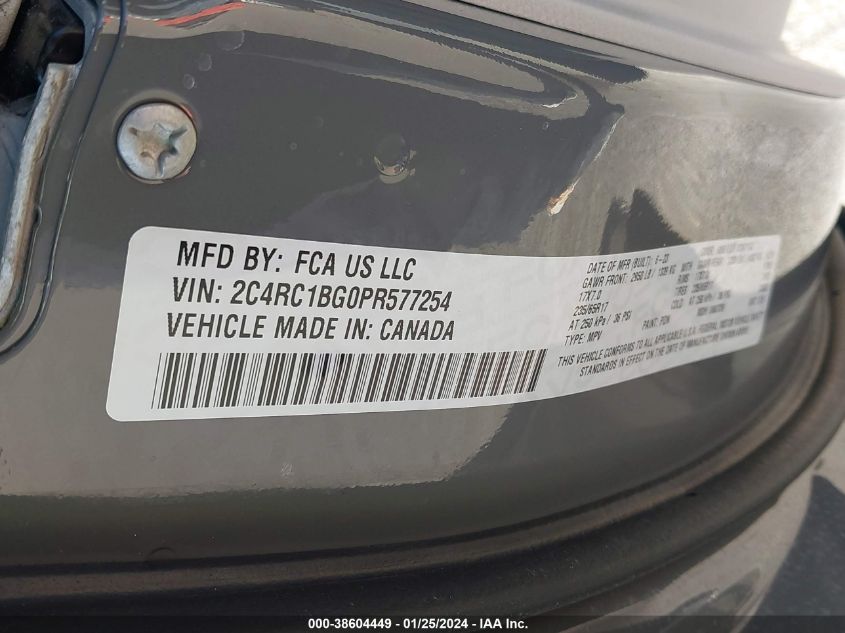 MFD BY: FCA US LLC
VIN: 2C4RC1BG0PR577254
VEHICLE MADE IN: CANADA
DATE OF MFR (BUILT): 6-23
GAWR FRONT: 2950 LB / 1339 KG WITH
17X7.0
235/65R17
AT 250 kPa / 36 PSI
TYPE: MPV PAINT: PDN
THIS VEHICLE CONFORMS TO ALL APPLICABLE U.S.A. FEDERAL MOTOR VEHICLE SAFETY
STANDARDS IN EFFECT ON THE DATE OF MANUFACTURE SHOWN ABOVE.
000-38604449 - 01/25/2024 - IAA Inc.